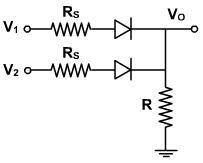 V₁ Rₛ Vₒ
V₂ Rₛ
R